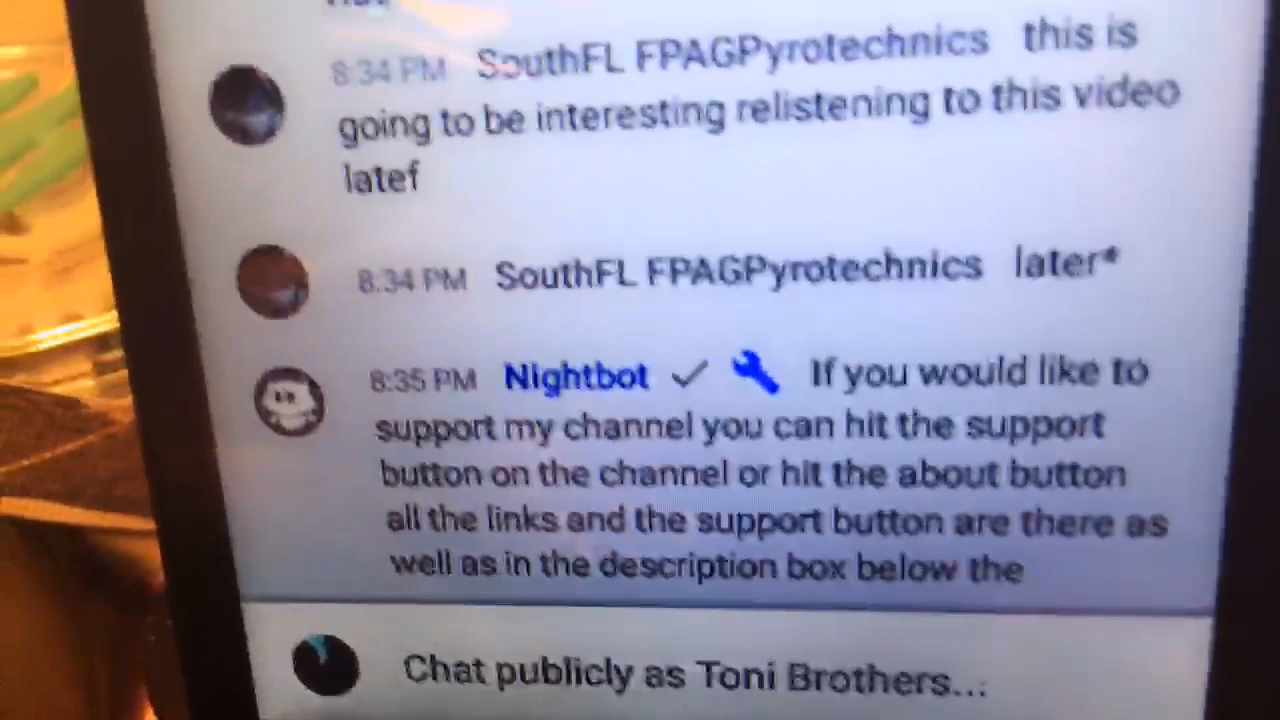 8:34 PM SouthFL FPAGPyrotechnics this is
going to be interesting relistening to this video
latef
8:34 PM SouthFL FPAGPyrotechnics later*
8:35 PM Nightbot ✓ If you would like to
support my channel you can hit the support
button on the channel or hit the about button
all the links and the support button are there as
well as in the description box below the
Chat publicly as Toni Brothers...